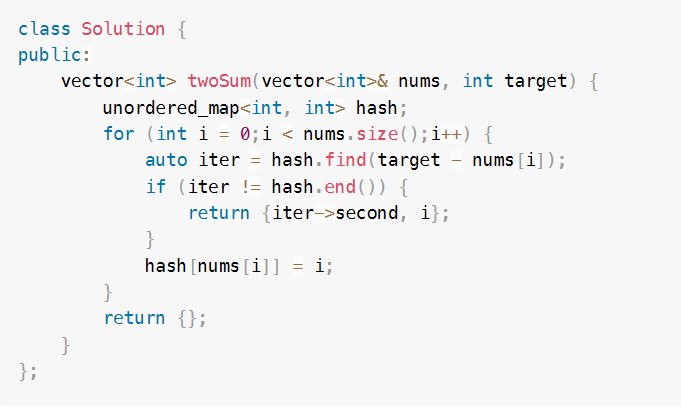 class Solution {
public:
    vector<int> twoSum(vector<int>& nums, int target) {
        unordered_map<int, int> hash;
        for (int i = 0;i < nums.size();i++) {
            auto iter = hash.find(target - nums[i]);
            if (iter != hash.end()) {
                return {iter->second, i};
            }
            hash[nums[i]] = i;
        }
        return {};
    }
};